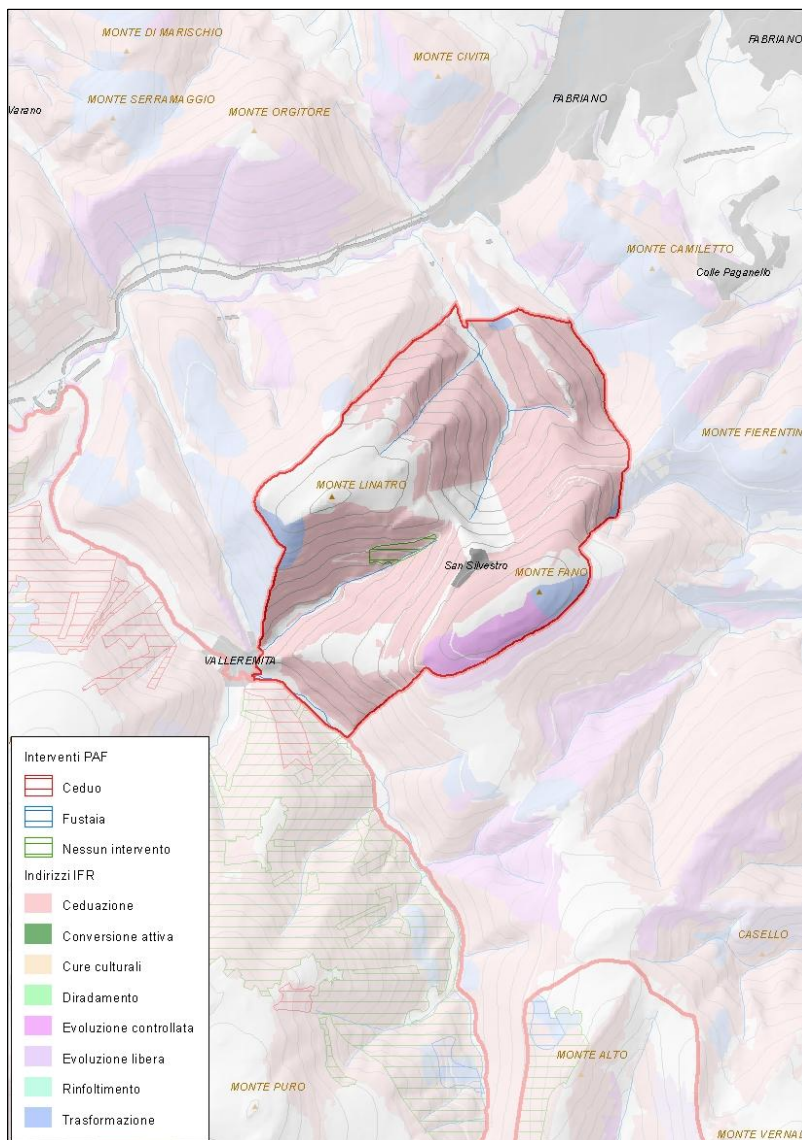 MONTE DI MARISCHIO
FABRIANO
MONTE CIVITA
MONTE SERRAMAGGIO
FABRIANO
Varano
MONTE ORGITORE
MONTE CAMILETTO
Colle Paganello
MONTE FIERENTIN
MONTE LINATRO
San Silvestro
MONTE FANO
VALLEREMITA
Interventi PAF
Ceduo
Fustaia
Nessun intervento
Indirizzi IFR
Ceduazione
Conversione attiva
Cure culturali
Diradamento
Evoluzione controllata
Evoluzione libera
Rinfoltimento
Trasformazione
CASELLO
MONTE ALTO
MONTE PURO
MONTE VERNAL